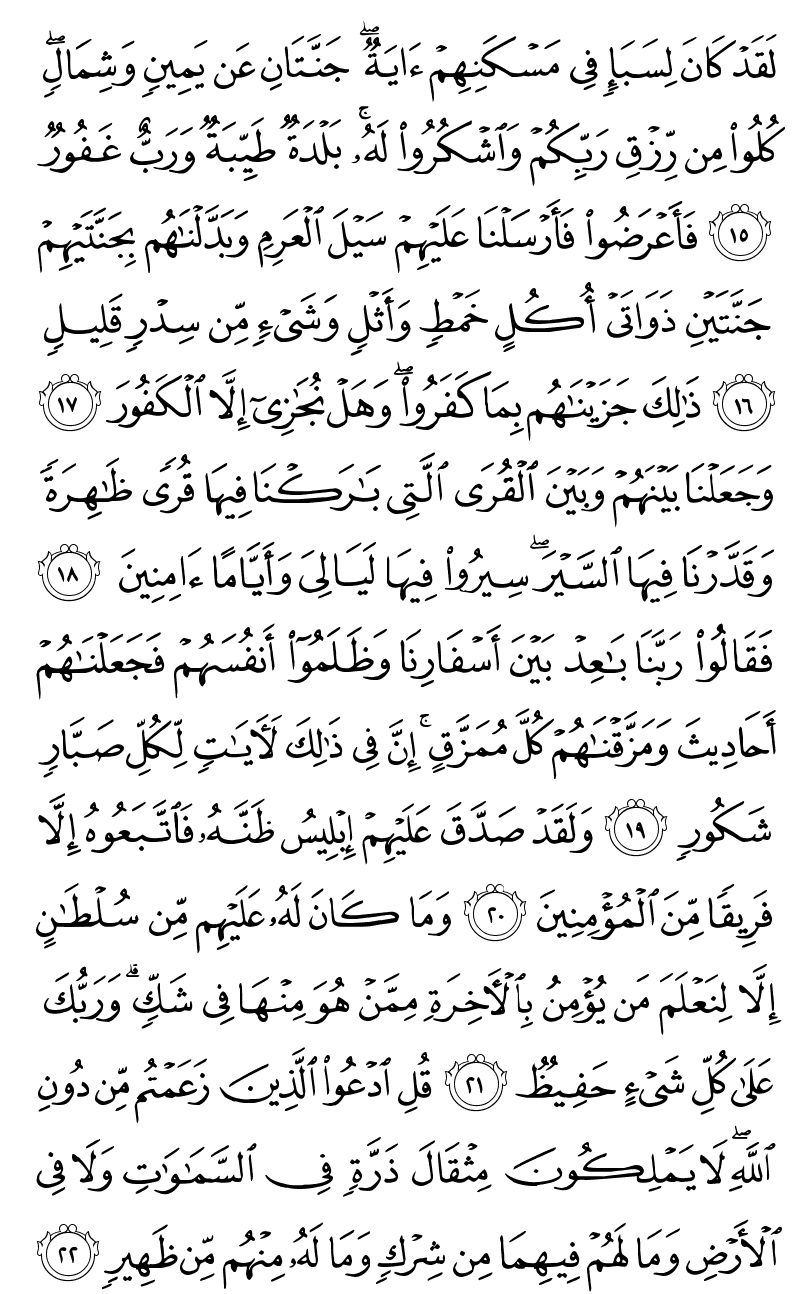 لَقَدۡ كَانَ لِسَبَإٖ فِي مَسۡكَنِهِمۡ ءَايَةٞۖ جَنَّتَانِ عَن يَمِينٖ وَشِمَالٖۖ
كُلُواْ مِن رِّزۡقِ رَبِّكُمۡ وَٱشۡكُرُواْ لَهُۥۚ بَلۡدَةٞ طَيِّبَةٞ وَرَبٌّ غَفُورٞ
١٥ فَأَعۡرَضُواْ فَأَرۡسَلۡنَا عَلَيۡهِمۡ سَيۡلَ ٱلۡعَرِمِ وَبَدَّلۡنَٰهُم بِجَنَّتَيۡهِمۡ
جَنَّتَيۡنِ ذَوَاتَيۡ أُكُلٍ خَمۡطٖ وَأَثۡلٖ وَشَيۡءٖ مِّن سِدۡرٖ قَلِيلٖ
١٦ ذَٰلِكَ جَزَيۡنَٰهُم بِمَا كَفَرُواْۖ وَهَلۡ نُجَٰزِيٓ إِلَّا ٱلۡكَفُورَ ١٧
وَجَعَلۡنَا بَيۡنَهُمۡ وَبَيۡنَ ٱلۡقُرَى ٱلَّتِي بَٰرَكۡنَا فِيهَا قُرٗى ظَٰهِرَةٗ
وَقَدَّرۡنَا فِيهَا ٱلسَّيۡرَۖ سِيرُواْ فِيهَا لَيَالِيَ وَأَيَّامًا ءَامِنِينَ ١٨
فَقَالُواْ رَبَّنَا بَٰعِدۡ بَيۡنَ أَسۡفَارِنَا وَظَلَمُوٓاْ أَنفُسَهُمۡ فَجَعَلۡنَٰهُمۡ
أَحَادِيثَ وَمَزَّقۡنَٰهُمۡ كُلَّ مُمَزَّقٍۚ إِنَّ فِي ذَٰلِكَ لَأٓيَٰتٖ لِّكُلِّ صَبَّارٖ
شَكُورٖ ١٩ وَلَقَدۡ صَدَّقَ عَلَيۡهِمۡ إِبۡلِيسُ ظَنَّهُۥ فَٱتَّبَعُوهُ إِلَّا
فَرِيقٗا مِّنَ ٱلۡمُؤۡمِنِينَ ٢٠ وَمَا كَانَ لَهُۥ عَلَيۡهِم مِّن سُلۡطَٰنٍ
إِلَّا لِنَعۡلَمَ مَن يُؤۡمِنُ بِٱلۡأٓخِرَةِ مِمَّنۡ هُوَ مِنۡهَا فِي شَكّٖۗ وَرَبُّكَ
عَلَىٰ كُلِّ شَيۡءٍ حَفِيظٞ ٢١ قُلِ ٱدۡعُواْ ٱلَّذِينَ زَعَمۡتُم مِّن دُونِ
ٱللَّهِۖ لَا يَمۡلِكُونَ مِثۡقَالَ ذَرَّةٖ فِي ٱلسَّمَٰوَٰتِ وَلَا فِي
ٱلۡأَرۡضِ وَمَا لَهُمۡ فِيهِمَا مِن شِرۡكٖ وَمَا لَهُۥ مِنۡهُم مِّن ظَهِيرٖ ٢٢